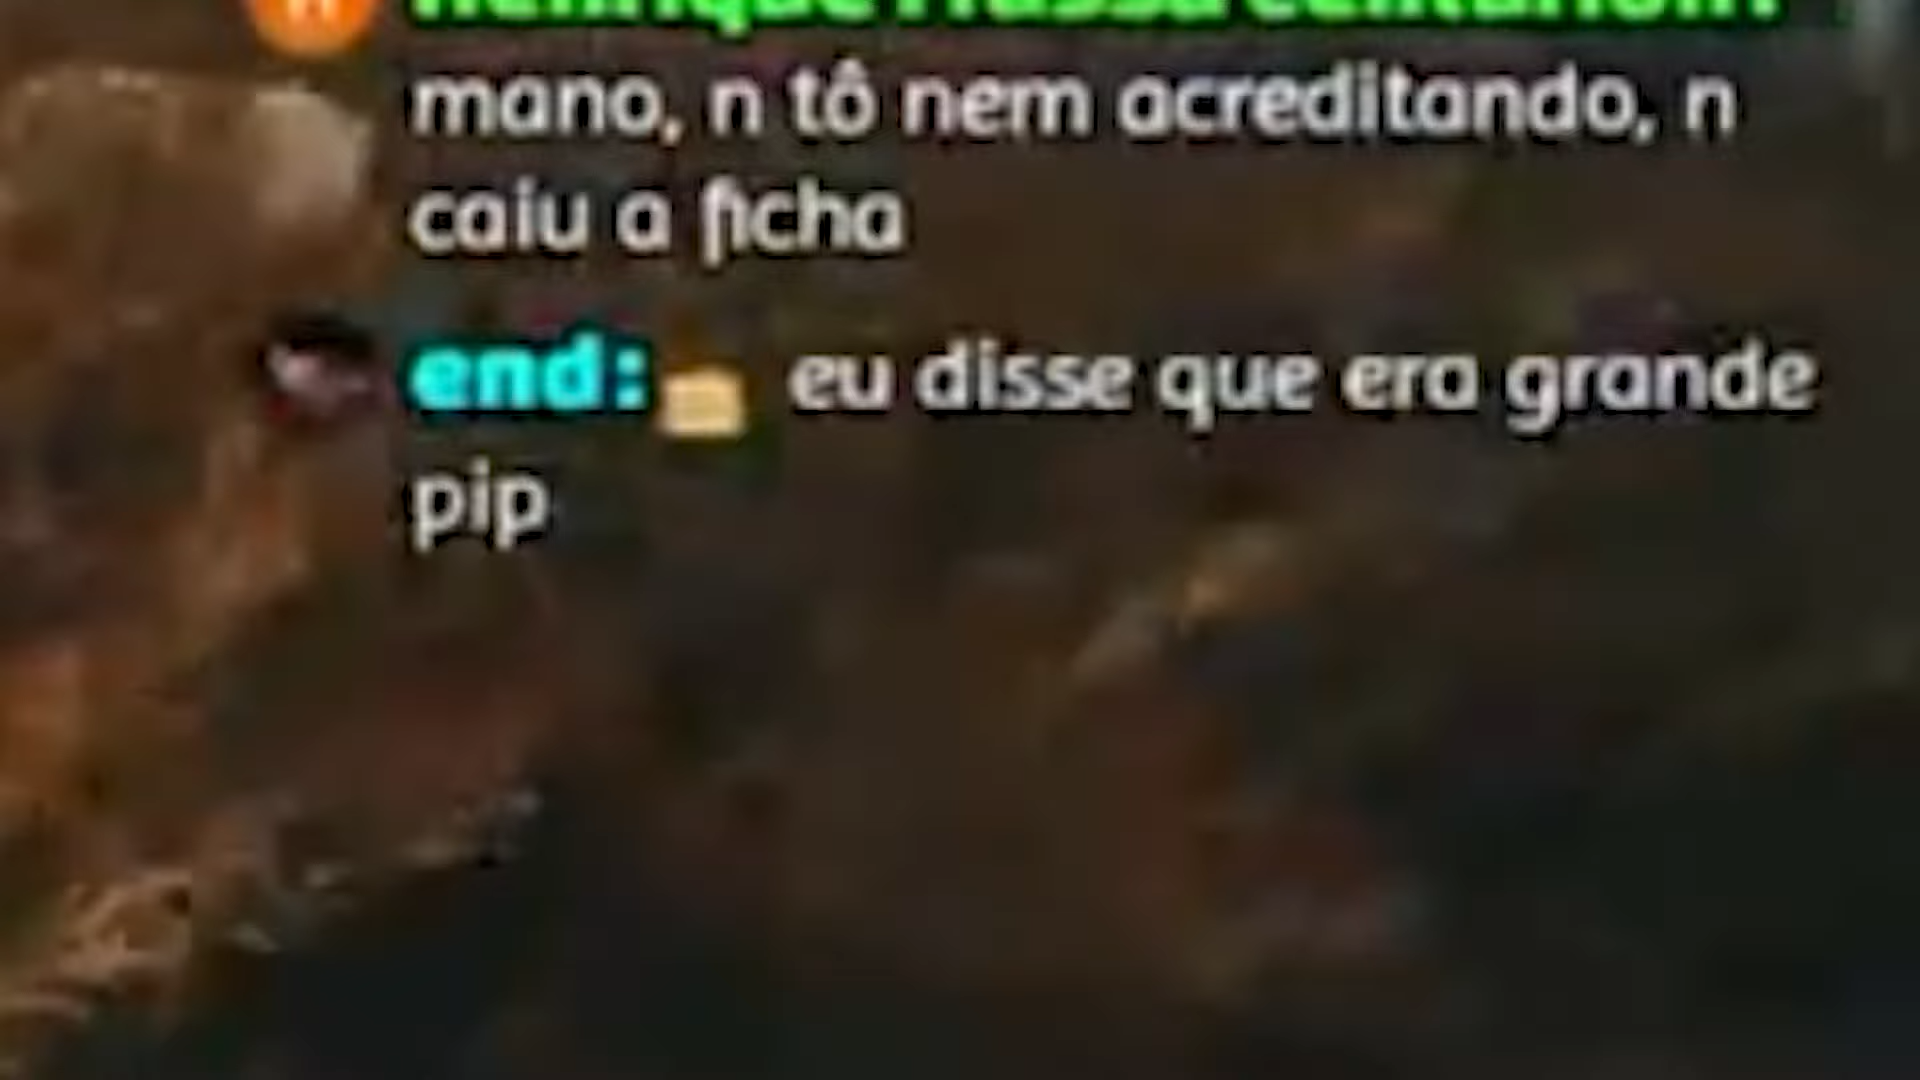 mano, n tô nem acreditando, n
caiu a ficha
end: eu disse que era grande
pip